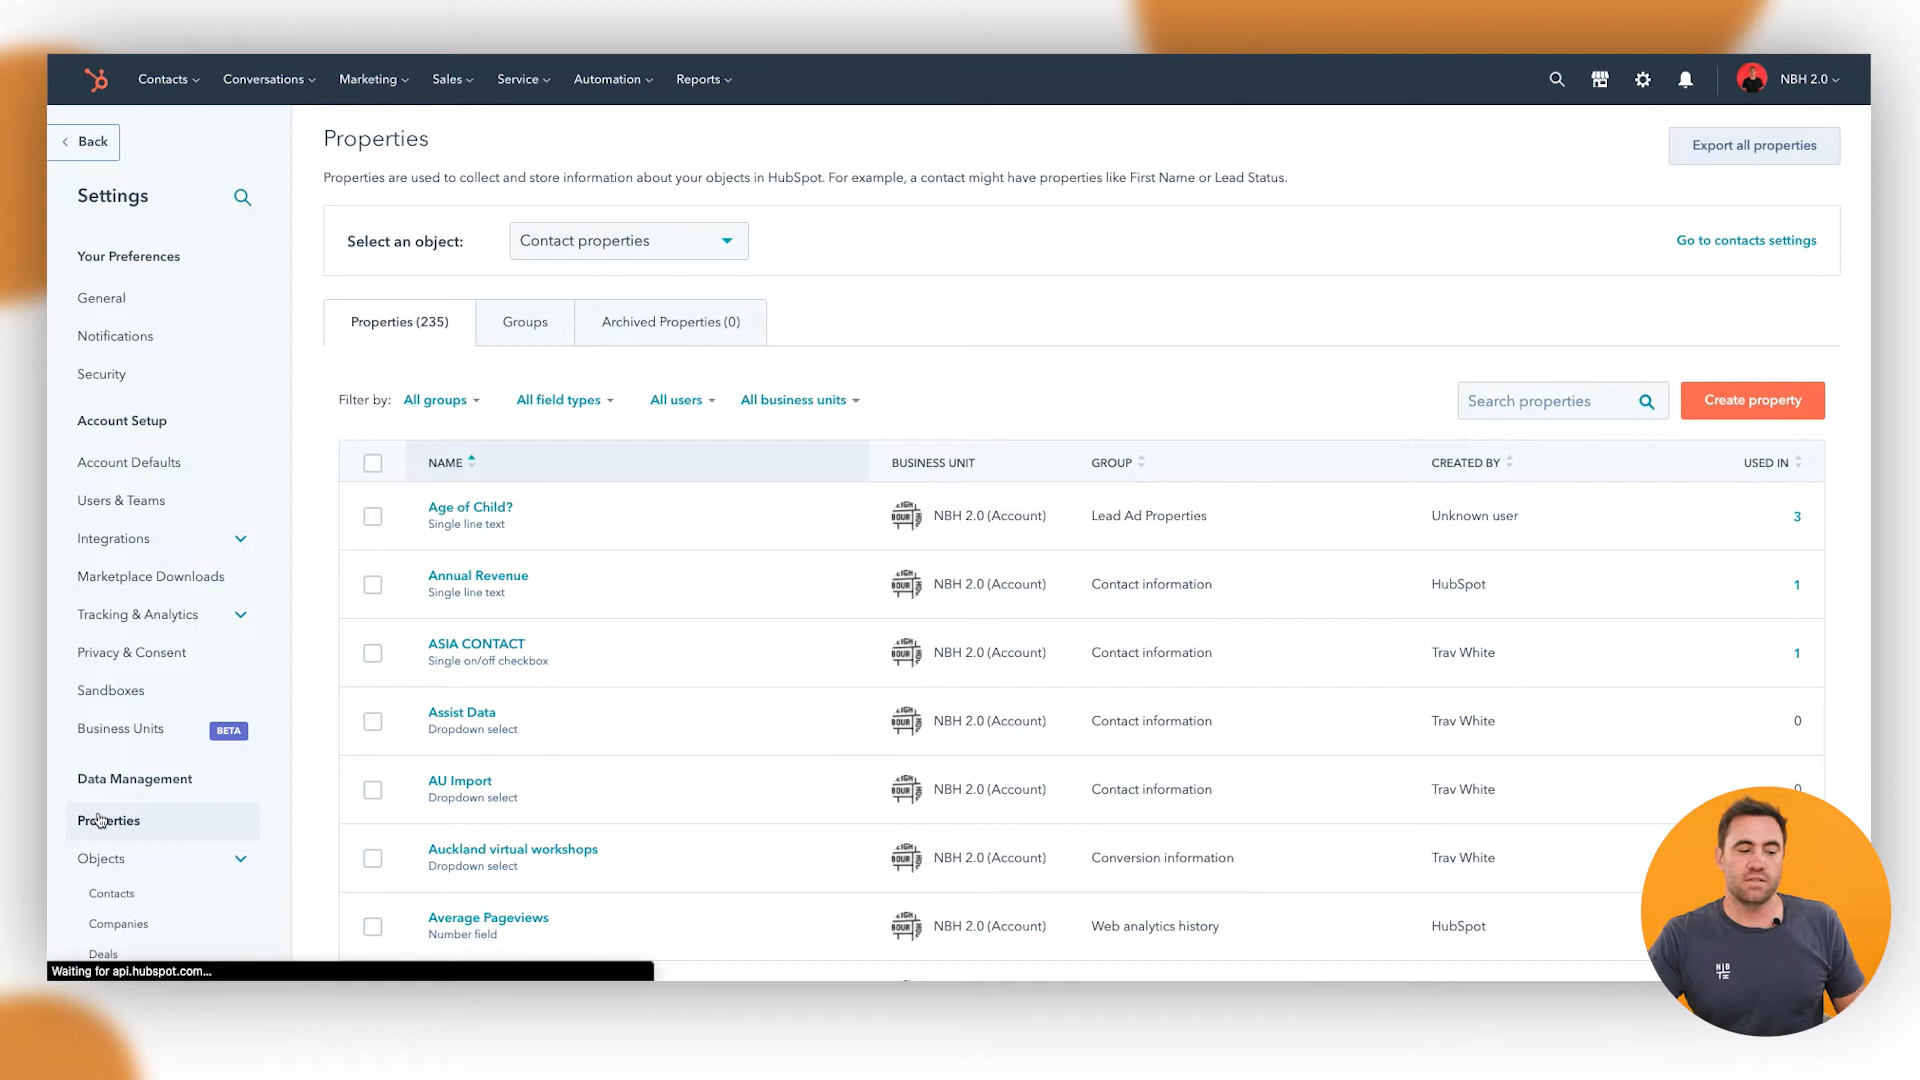 Contacts
Conversations
Marketing
Sales
Service
Automation
Reports
NBH 2.0
Back
Settings
Your Preferences
General
Notifications
Security
Account Setup
Account Defaults
Users & Teams
Integrations
Marketplace Downloads
Tracking & Analytics
Privacy & Consent
Sandboxes
Business Units BETA
Data Management
Properties
Objects
Contacts
Companies
Deals
Waiting for api.hubspot.com...
Properties
Export all properties
Properties are used to collect and store information about your objects in HubSpot. For example, a contact might have properties like First Name or Lead Status.
Select an object: Contact properties
Go to contacts settings
Properties (235) Groups Archived Properties (0)
Filter by: All groups All field types All users All business units
Search properties
Create property
NAME BUSINESS UNIT GROUP CREATED BY USED IN
Age of Child?
Single line text
NBH 2.0 (Account) Lead Ad Properties Unknown user 3
Annual Revenue
Single line text
NBH 2.0 (Account) Contact information HubSpot 1
ASIA CONTACT
Single on/off checkbox
NBH 2.0 (Account) Contact information Trav White 1
Assist Data
Dropdown select
NBH 2.0 (Account) Contact information Trav White 0
AU Import
Dropdown select
NBH 2.0 (Account) Contact information Trav White 0
Auckland virtual workshops
Dropdown select
NBH 2.0 (Account) Conversion information Trav White
Average Pageviews
Number field
NBH 2.0 (Account) Web analytics history HubSpot